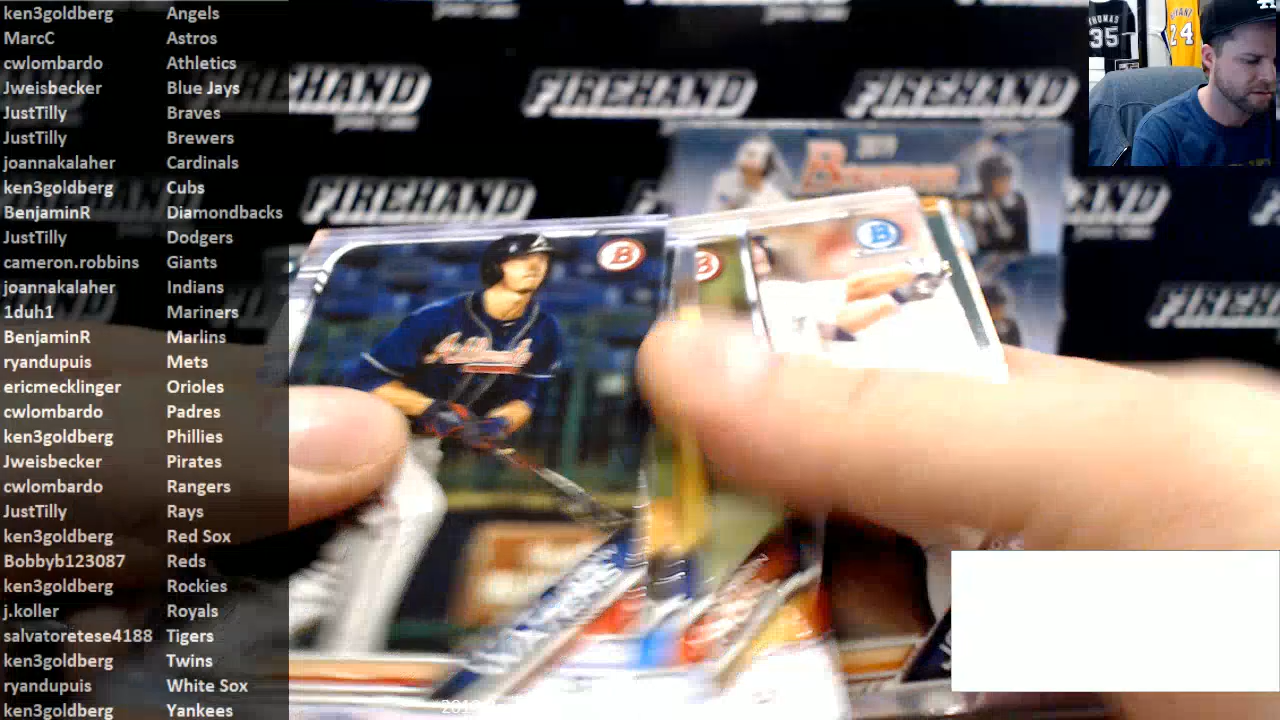 ken3goldberg Angels
MarcC Astros
cwlombardo Athletics
Jweisbecker Blue Jays
JustTilly Braves
JustTilly Brewers
joannakalaher Cardinals
ken3goldberg Cubs
BenjaminR Diamondbacks
JustTilly Dodgers
cameron.robbins Giants
joannakalaher Indians
1duh1 Mariners
BenjaminR Marlins
ryandupuis Mets
ericmecklinger Orioles
cwlombardo Padres
ken3goldberg Phillies
Jweisbecker Pirates
cwlombardo Rangers
JustTilly Rays
ken3goldberg Red Sox
Bobbyb123087 Reds
ken3goldberg Rockies
j.koller Royals
salvatoretese4188 Tigers
ken3goldberg Twins
ryandupuis White Sox
ken3goldberg Yankees
FIREHAND
FIREHAND
FIREHAND
FIREHAND
FIREHAND
Bowman
B
B
B
THOMAS
35
24